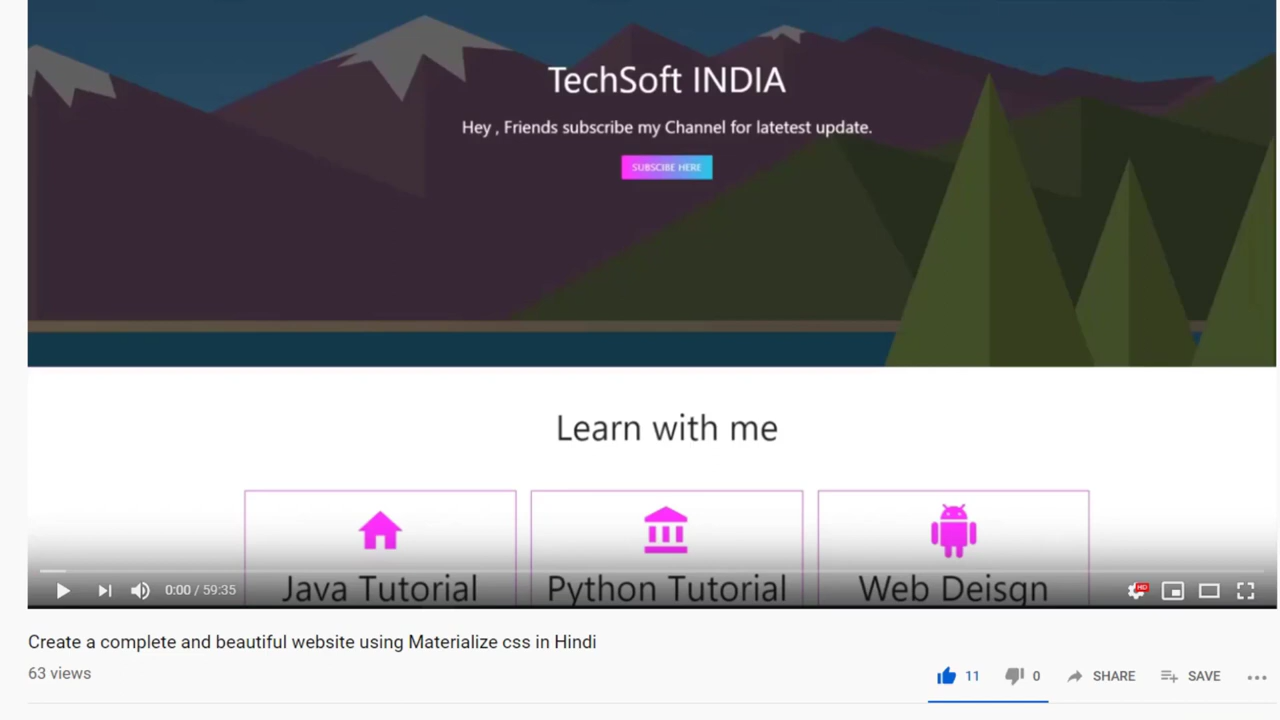 TechSoft INDIA
Hey , Friends subscribe my Channel for latetest update.
SUBSCIBE HERE
Learn with me
Java Tutorial
Python Tutorial
Web Deisgn
0:00 / 59:35
HD
Create a complete and beautiful website using Materialize css in Hindi
63 views
11
0
SHARE
SAVE